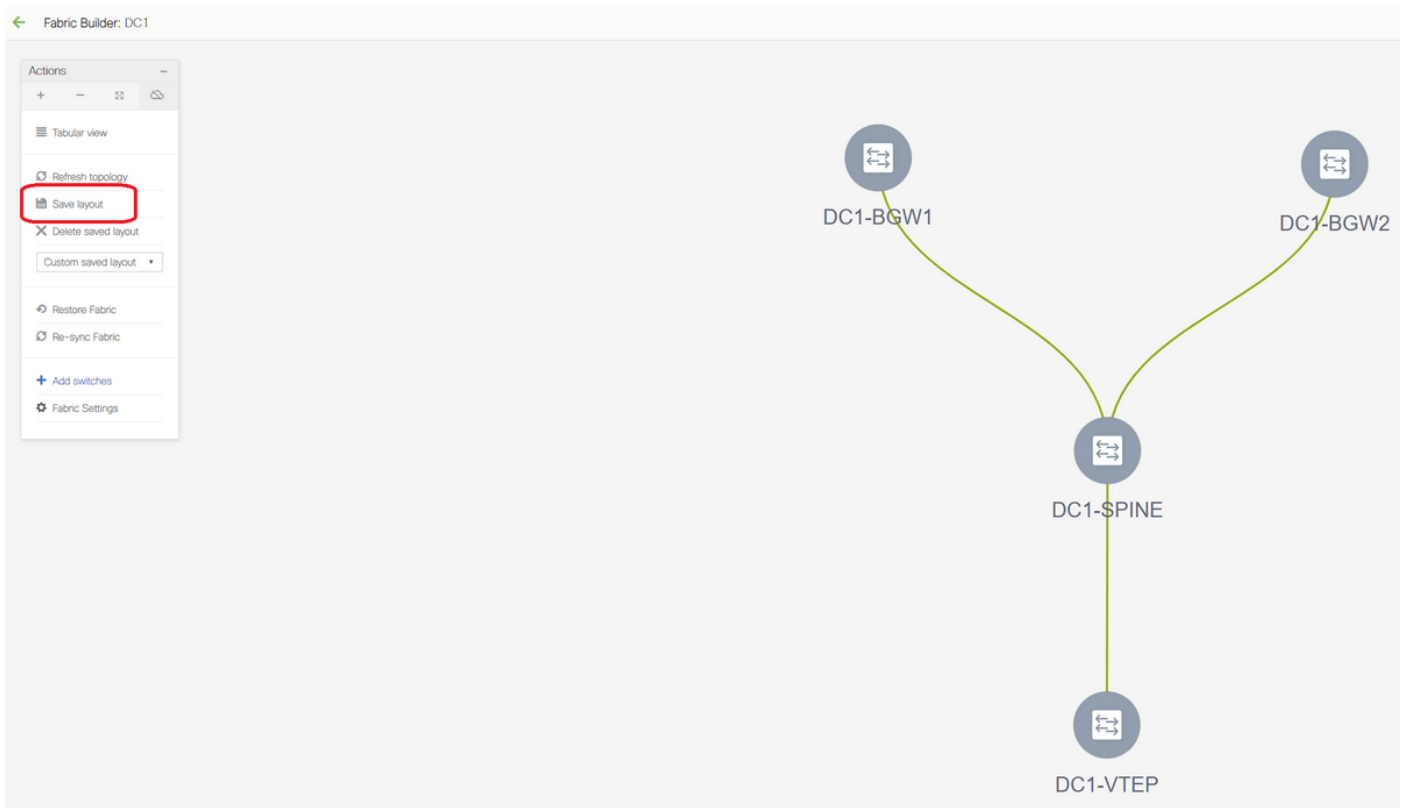 Fabric Builder: DC1
Actions
Tabular view
Refresh topology
Save layout
Delete saved layout
Custom saved layout
Restore Fabric
Re-sync Fabric
Add switches
Fabric Settings
DC1-BGW1
DC1-BGW2
DC1-SPINE
DC1-VTEP